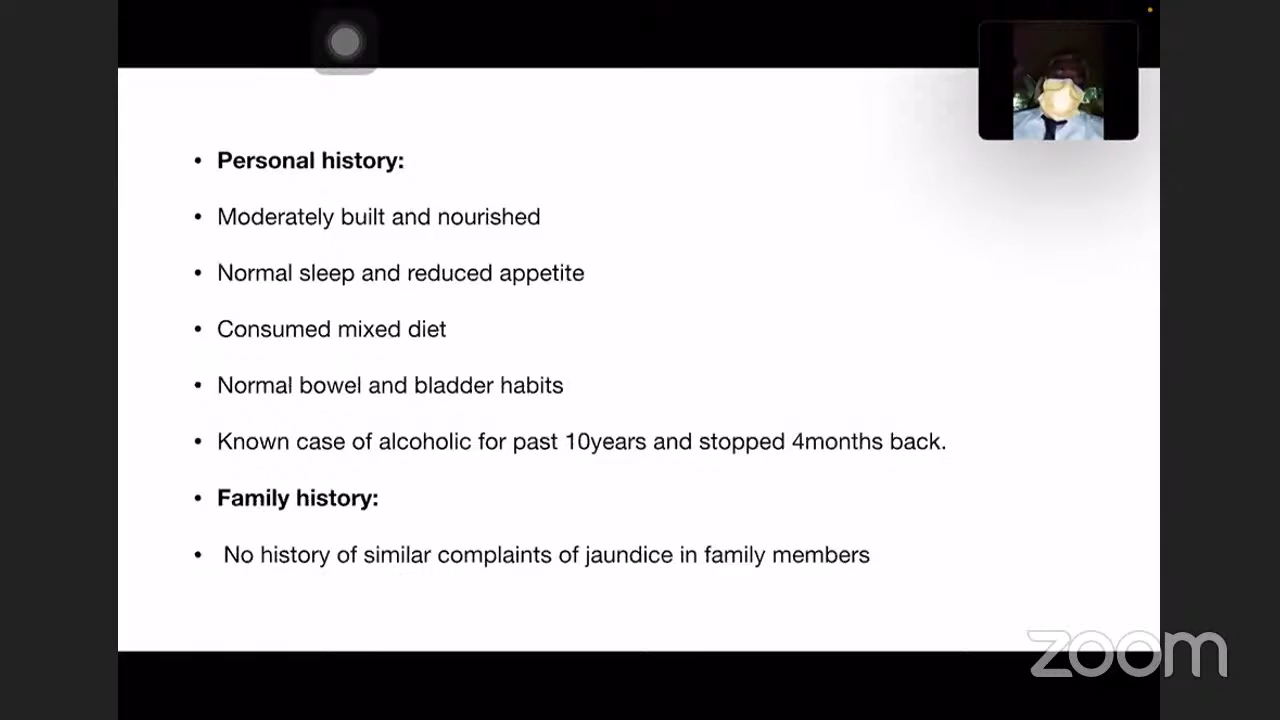 • Personal history:
• Moderately built and nourished
• Normal sleep and reduced appetite
• Consumed mixed diet
• Normal bowel and bladder habits
• Known case of alcoholic for past 10years and stopped 4months back.
• Family history:
• No history of similar complaints of jaundice in family members
zoom